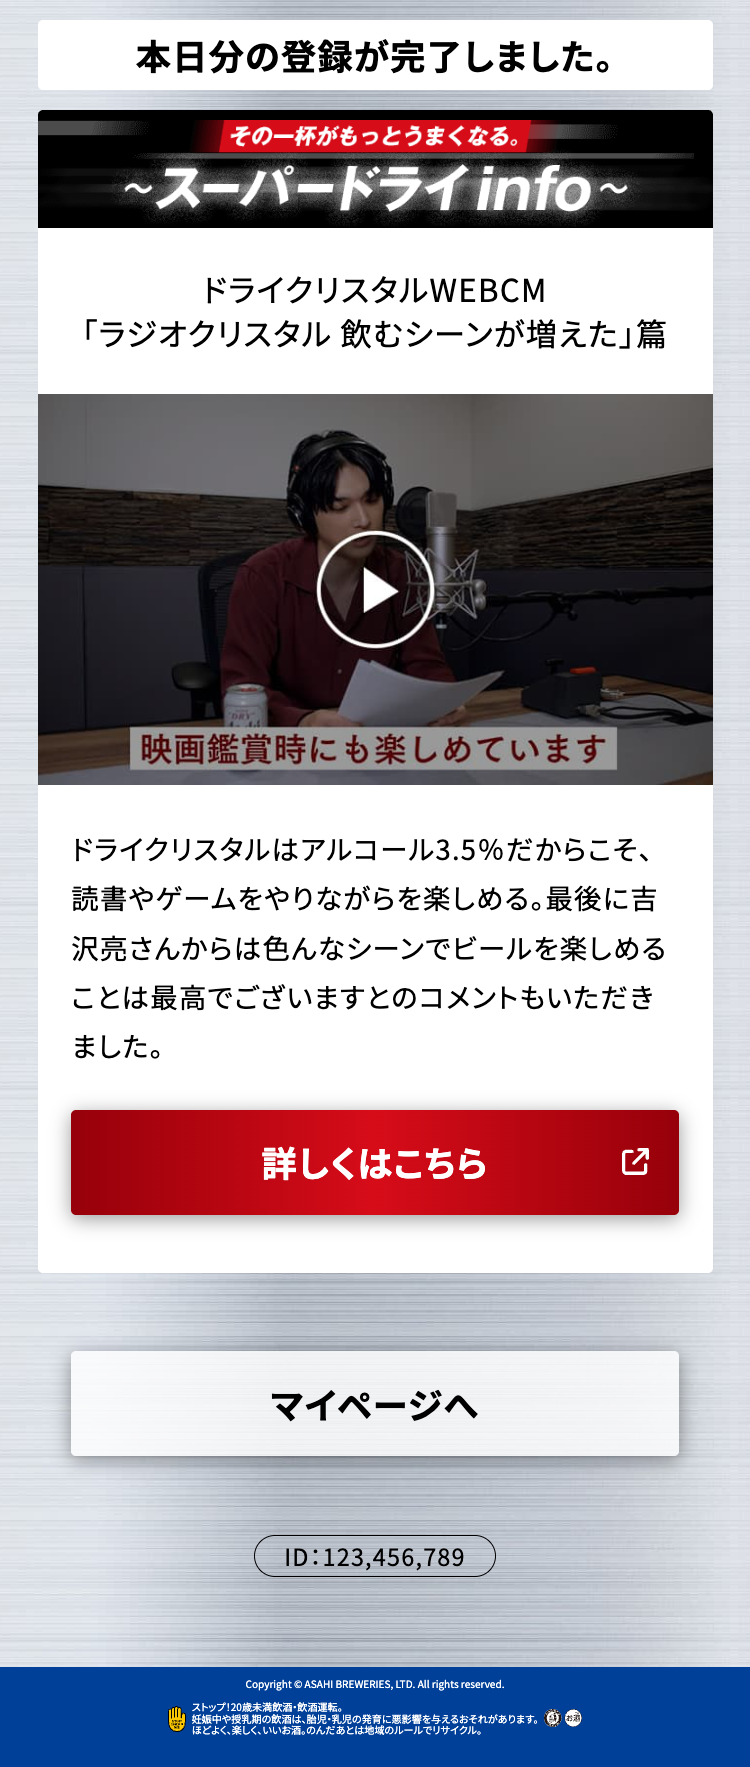 本日分の登録が完了しました。
その一杯がもっとうまくなる。
～スーパードライ info～
ドライクリスタルWEBCM
「ラジオクリスタル 飲むシーンが増えた」篇
DRY
映画鑑賞時にも楽しめています
ドライクリスタルはアルコール3.5％だからこそ、
読書やゲームをやりながらを楽しめる。最後に吉
沢亮さんからは色んなシーンでビールを楽しめる
ことは最高でございますとのコメントもいただき
ました。
詳しくはこちら
マイページへ
ID：123,456,789
Copyright © ASAHI BREWERIES, LTD. All rights reserved.
ストップ！20歳未満飲酒・飲酒運転。
妊娠中や授乳期の飲酒は、胎児・乳児の発育に悪影響を与えるおそれがあります。
ほどよく、楽しく、いいお酒。のんだあとは地域のルールでリサイクル。
お酒